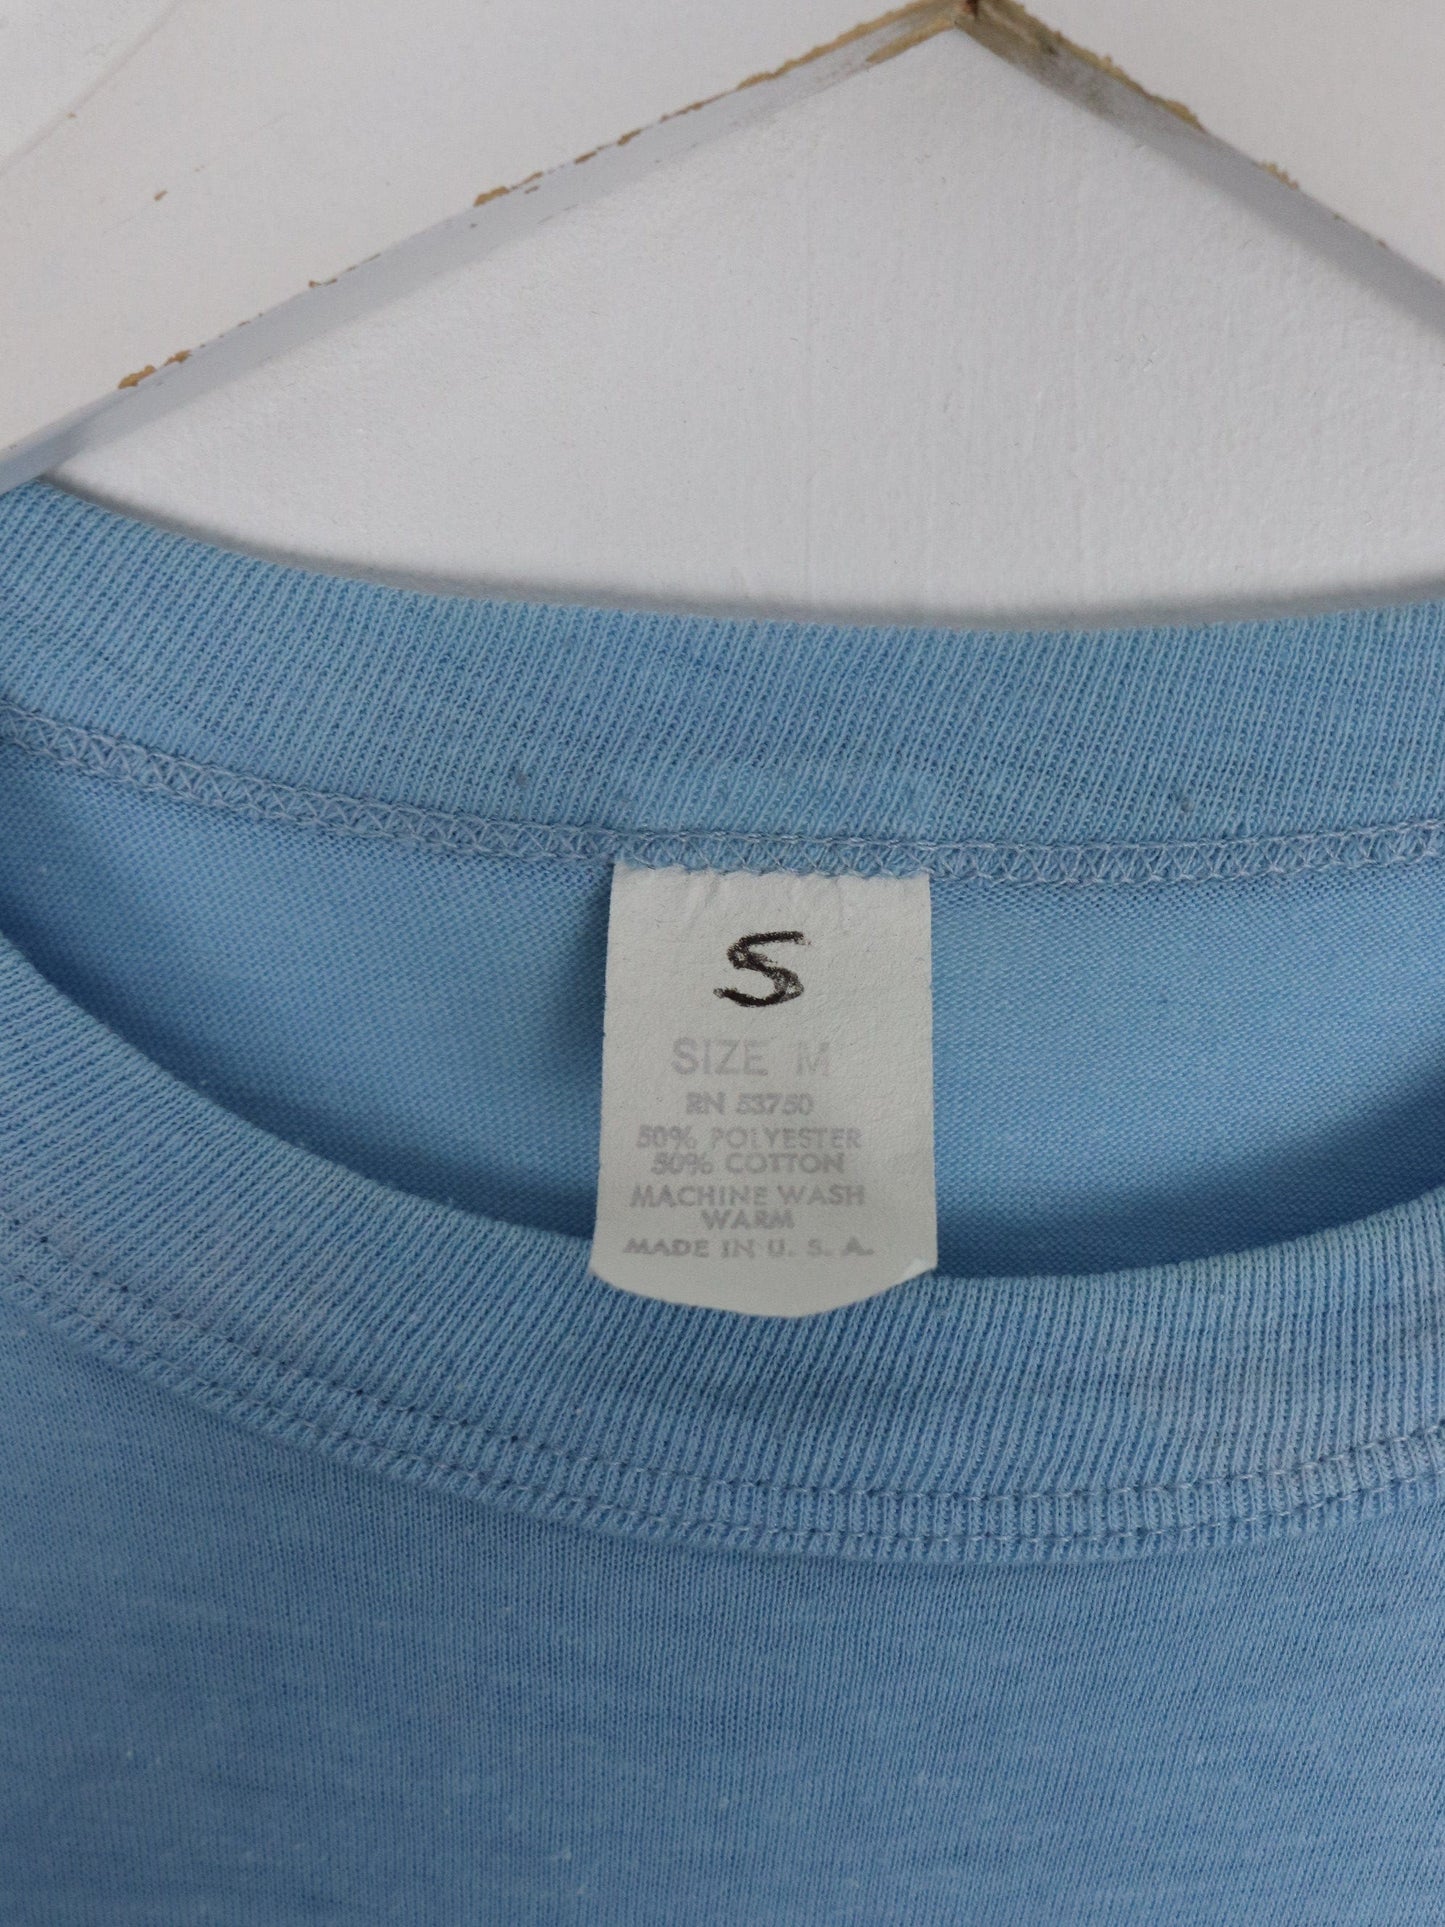 S
SIZE M
RN 53750
50% POLYESTER
50% COTTON
MACHINE WASH
WARM
MADE IN U. S. A.